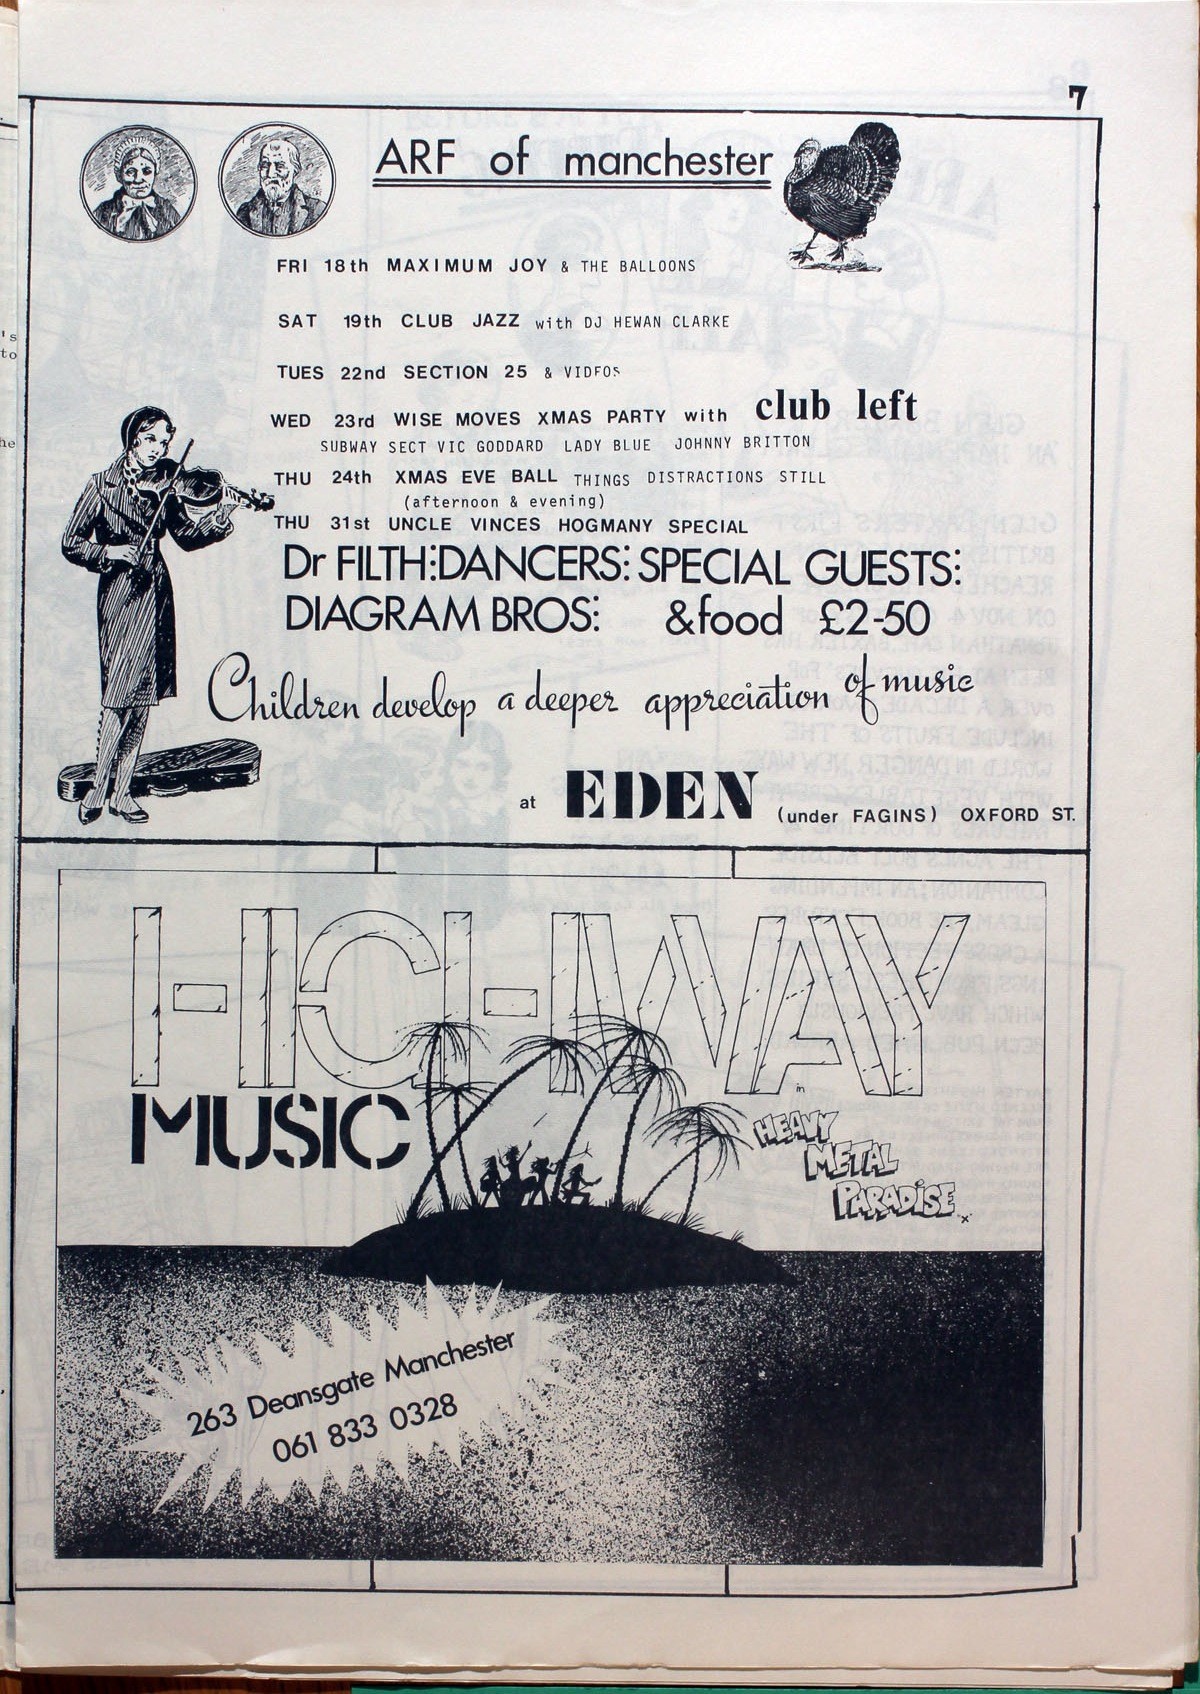 7
ARF of manchester
FRI 18th MAXIMUM JOY & THE BALLOONS
SAT 19th CLUB JAZZ with DJ HEWAN CLARKE
TUES 22nd SECTION 25 & VIDEOS
WED 23rd WISE MOVES XMAS PARTY with club left
SUBWAY SECT VIC GODDARD LADY BLUE JOHNNY BRITTON
THU 24th XMAS EVE BALL THINGS DISTRACTIONS STILL
(afternoon & evening)
THU 31st UNCLE VINCES HOGMANY SPECIAL
Dr FILTH: DANCERS: SPECIAL GUESTS:
DIAGRAM BROS: & food £2-50
Children develop a deeper appreciation of music
at EDEN (under FAGINS) OXFORD ST.
HIGHWAY
MUSIC
in
HEAVY
METAL
PARADISE
263 Deansgate Manchester
061 833 0328